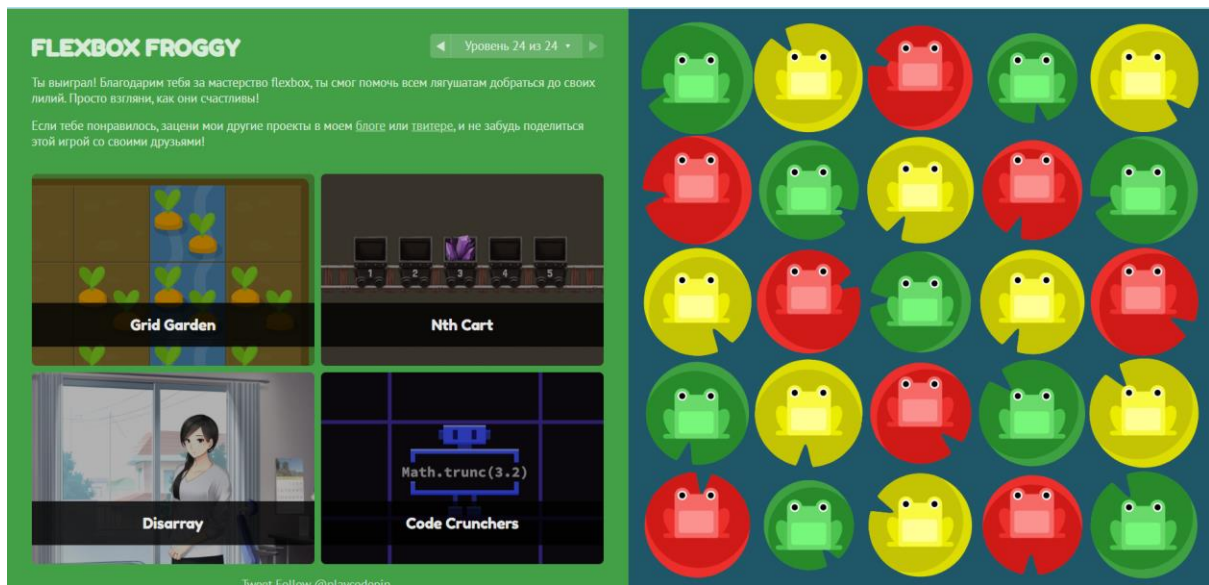 FLEXBOX FROGGY
◀ Уровень 24 из 24 ▾ ▶
Ты выиграл! Благодарим тебя за мастерство flexbox, ты смог помочь всем лягушатам добраться до своих
лилий. Просто взгляни, как они счастливы!
Если тебе понравилось, зацени мои другие проекты в моем блоге или твитере, и не забудь поделиться
этой игрой со своими друзьями!
1 2 3 4 5
Grid Garden
Nth Cart
Math.trunc(3.2)
Disarray
Code Crunchers
Tweet Follow @playcodepip